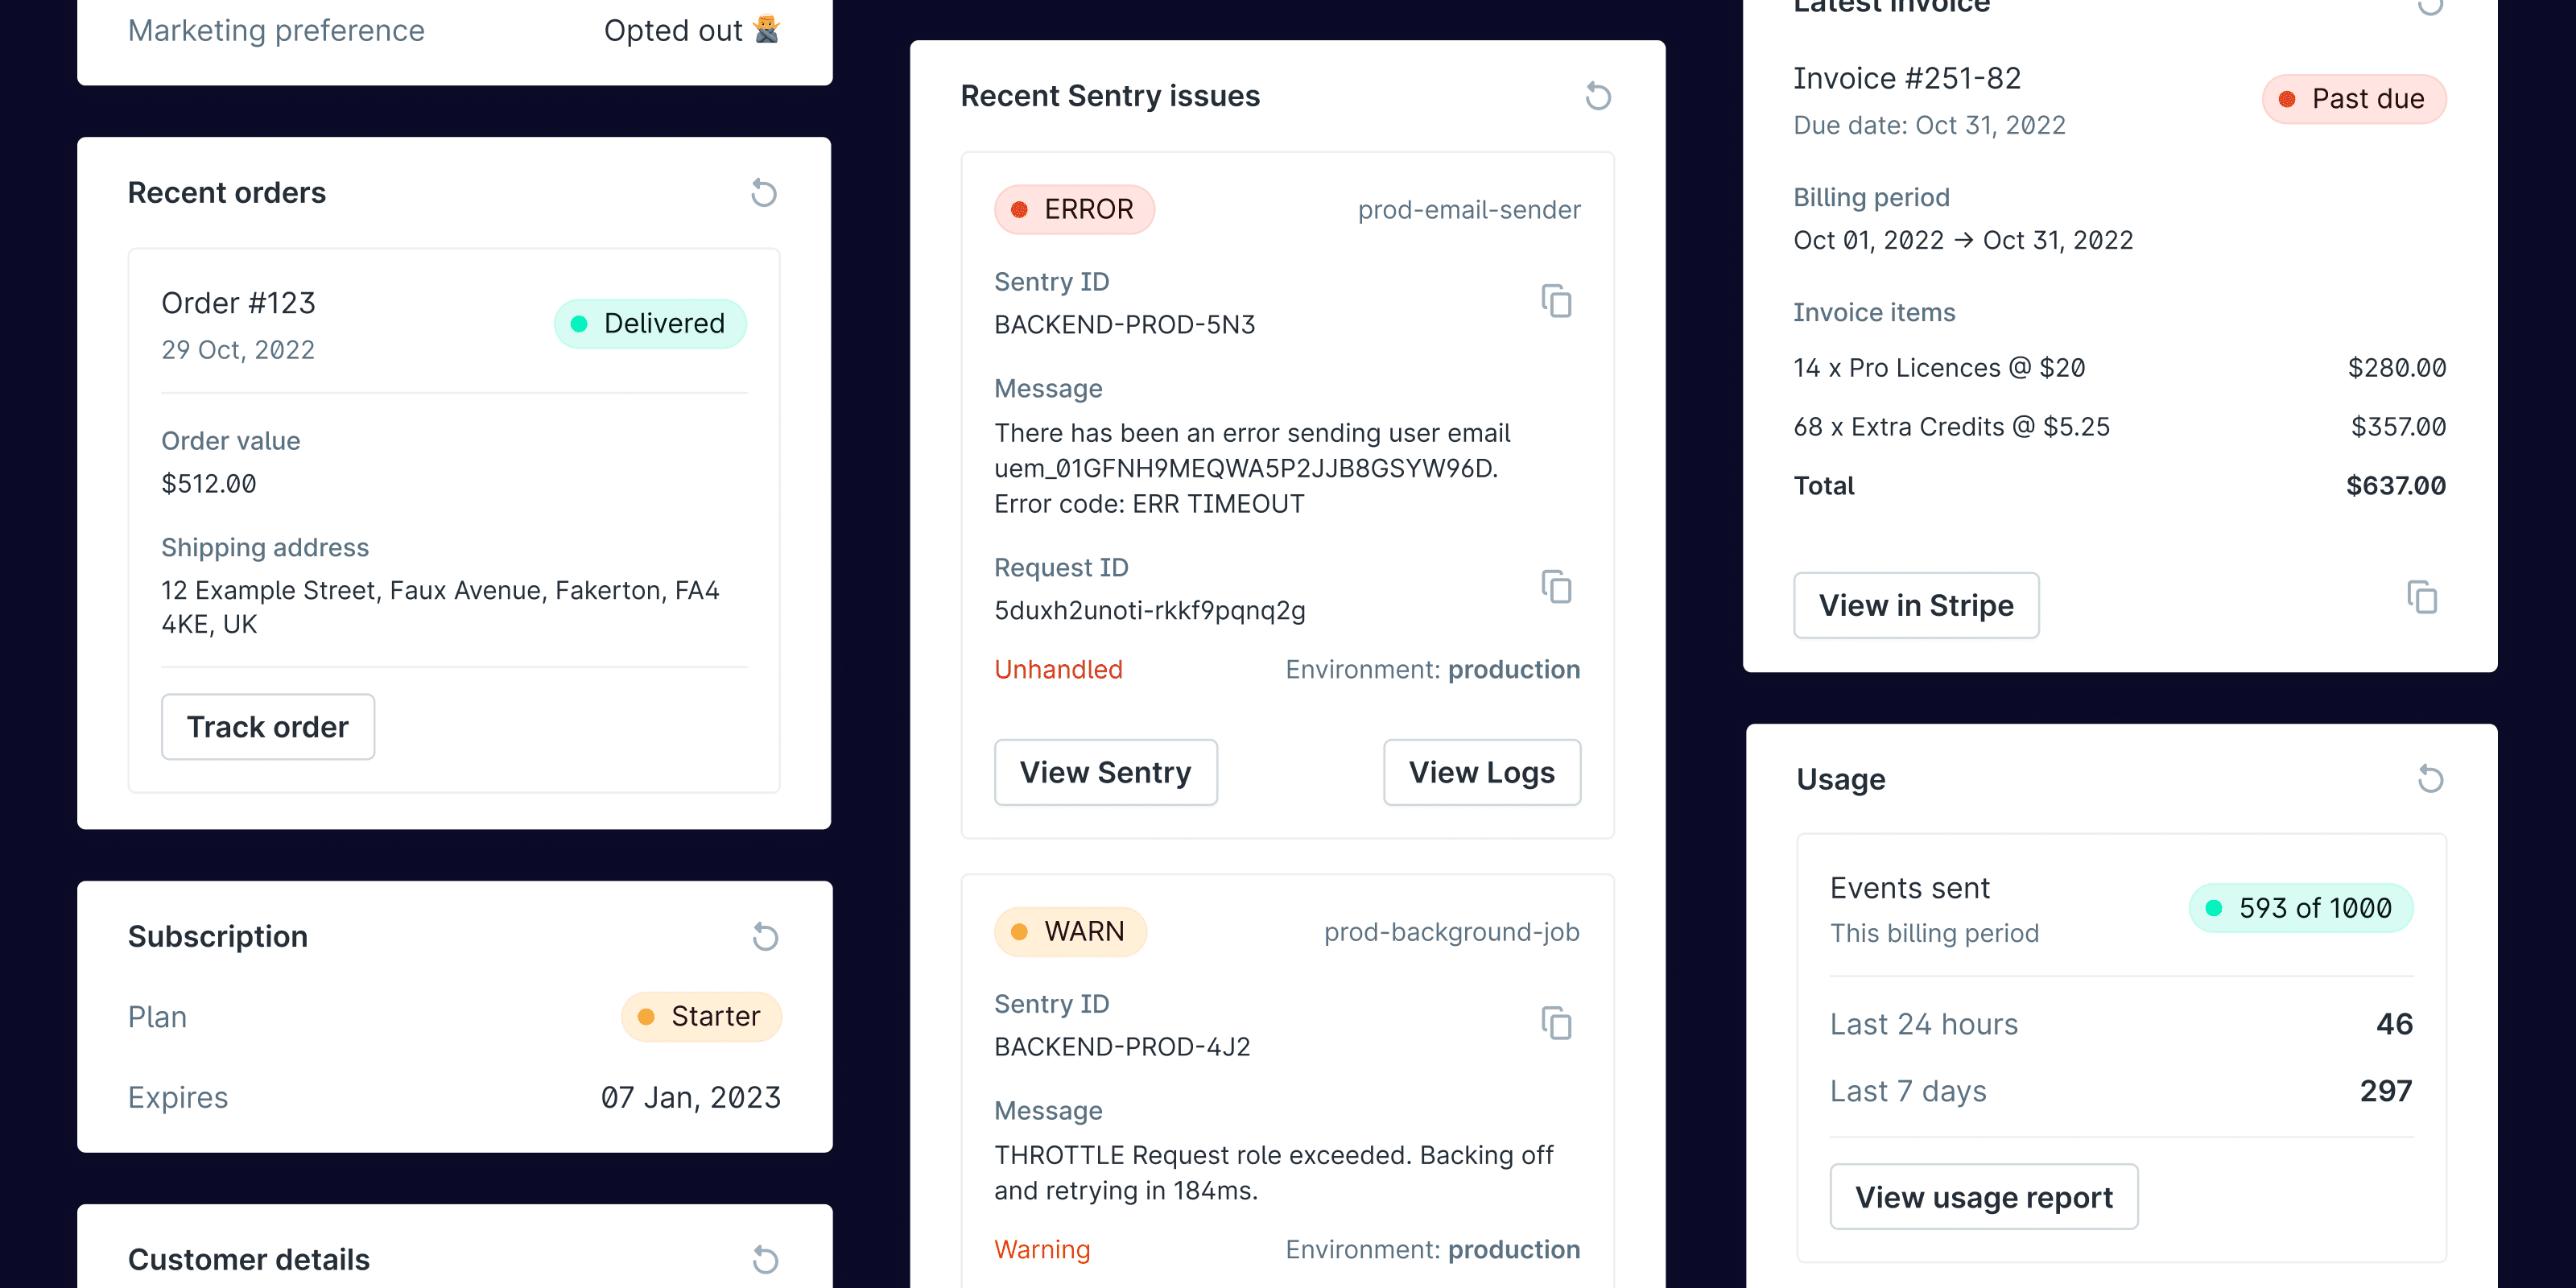 Marketing preference
Opted out
Recent orders
Order #123
Delivered
29 Oct, 2022
Order value
$512.00
Shipping address
12 Example Street, Faux Avenue, Fakerton, FA4
4KE, UK
Track order
Subscription
Plan
Starter
Expires
07 Jan, 2023
Customer details
Recent Sentry issues
ERROR
prod-email-sender
Sentry ID
BACKEND-PROD-5N3
Message
There has been an error sending user email
uem_01GFNH9MEQWA5P2JJB8GSYW96D.
Error code: ERR TIMEOUT
Request ID
5duxh2unoti-rkkf9pqnq2g
Unhandled
Environment: production
View Sentry
View Logs
WARN
prod-background-job
Sentry ID
BACKEND-PROD-4J2
Message
THROTTLE Request role exceeded. Backing off
and retrying in 184ms.
Warning
Environment: production
Latest invoice
Invoice #251-82
Past due
Due date: Oct 31, 2022
Billing period
Oct 01, 2022 → Oct 31, 2022
Invoice items
14 x Pro Licences @ $20
$280.00
68 x Extra Credits @ $5.25
$357.00
Total
$637.00
View in Stripe
Usage
Events sent
593 of 1000
This billing period
Last 24 hours
46
Last 7 days
297
View usage report